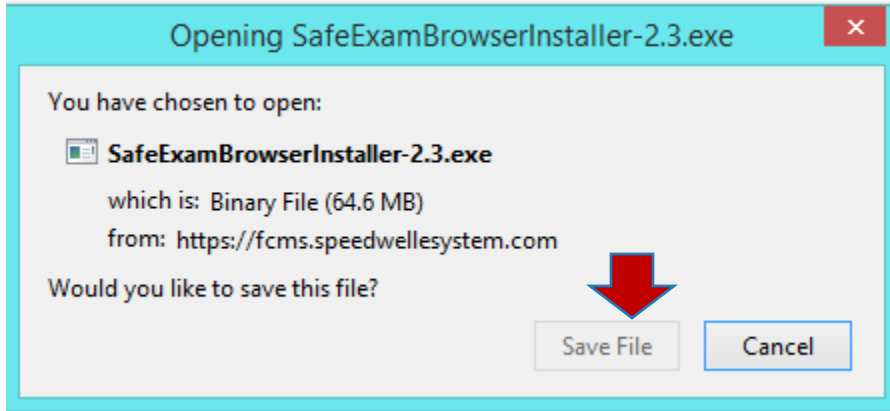 Opening SafeExamBrowserInstaller-2.3.exe
You have chosen to open:
SafeExamBrowserInstaller-2.3.exe
which is: Binary File (64.6 MB)
from: https://fcms.speedwellesystem.com
Would you like to save this file?
Save File Cancel